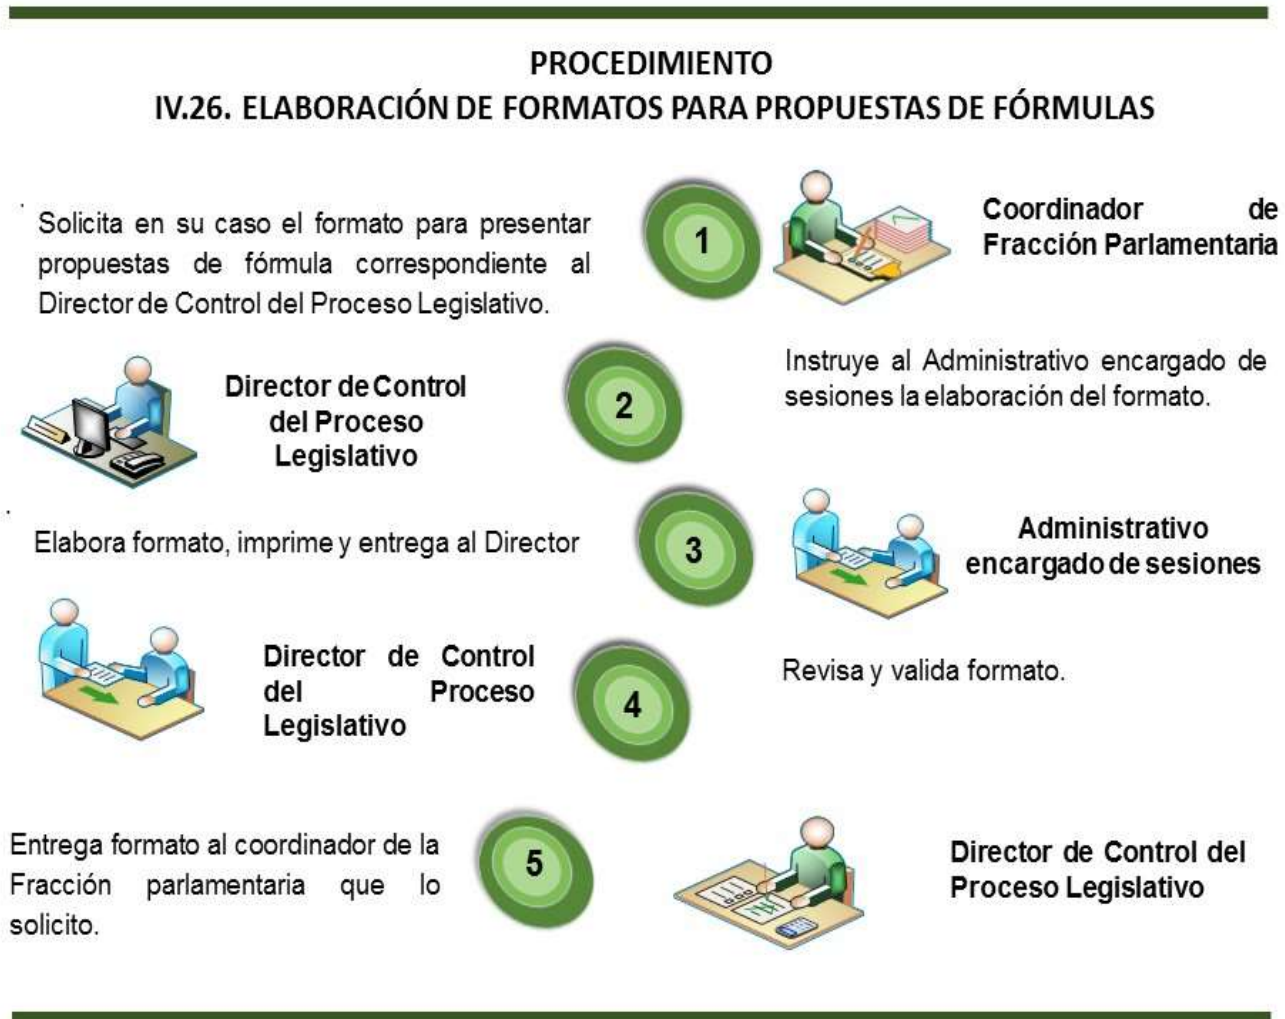 PROCEDIMIENTO
IV.26. ELABORACIÓN DE FORMATOS PARA PROPUESTAS DE FÓRMULAS
Solicita en su caso el formato para presentar
propuestas de fórmula correspondiente al
Director de Control del Proceso Legislativo.
1
Coordinador de
Fracción Parlamentaria
Director de Control
del Proceso
Legislativo
2
Instruye al Administrativo encargado de
sesiones la elaboración del formato.
Elabora formato, imprime y entrega al Director
3
Administrativo
encargado de sesiones
Director de Control
del Proceso
Legislativo
4
Revisa y valida formato.
Entrega formato al coordinador de la
Fracción parlamentaria que lo
solicito.
5
Director de Control del
Proceso Legislativo